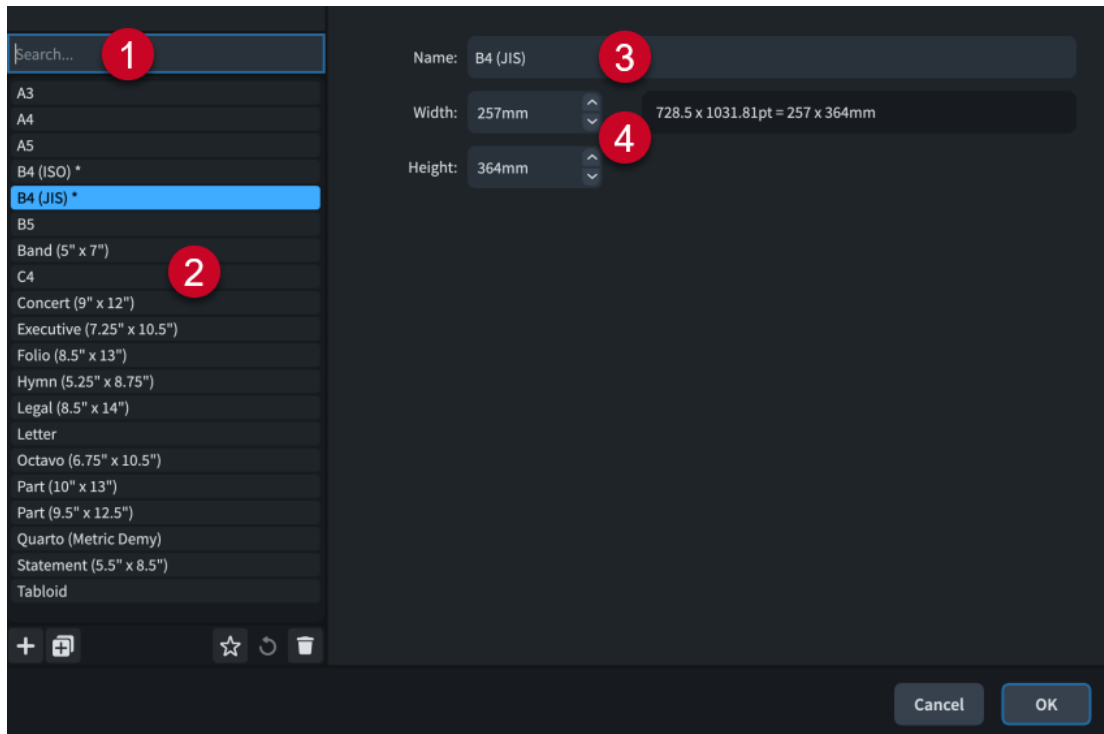 Search...
1
A3
A4
A5
B4 (ISO) *
B4 (JIS) *
B5
Band (5" x 7")
C4
2
Concert (9" x 12")
Executive (7.25" x 10.5")
Folio (8.5" x 13")
Hymn (5.25" x 8.75")
Legal (8.5" x 14")
Letter
Octavo (6.75" x 10.5")
Part (10" x 13")
Part (9.5" x 12.5")
Quarto (Metric Demy)
Statement (5.5" x 8.5")
Tabloid
Name: B4 (JIS)
3
Width: 257mm
728.5 x 1031.81pt = 257 x 364mm
4
Height: 364mm
Cancel
OK